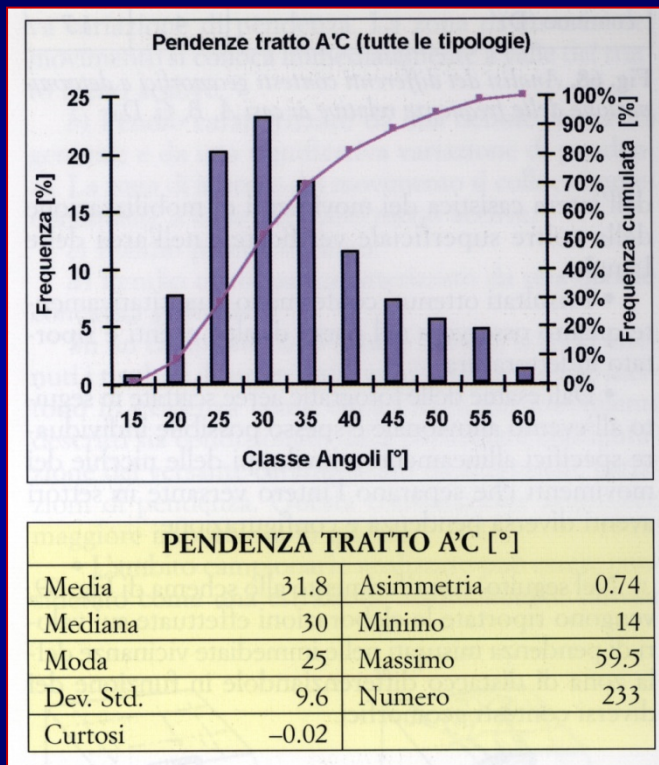 Pendenze tratto A'C (tutte le tipologie)
Frequenza [%]
25
20
15
10
5
0
100%
90%
80%
70%
60%
50%
40%
30%
20%
10%
0%
Frequenza cumulata [%]
15 20 25 30 35 40 45 50 55 60
Classe Angoli [°]
PENDENZA TRATTO A'C [°]
Media 31.8 Asimmetria 0.74
Mediana 30 Minimo 14
Moda 25 Massimo 59.5
Dev. Std. 9.6 Numero 233
Curtosi –0.02